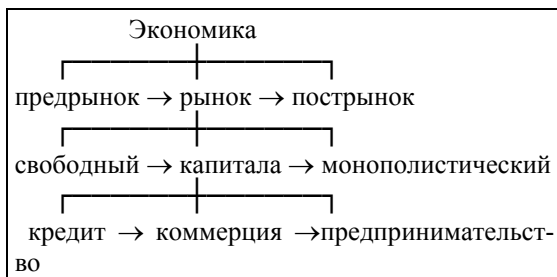 Экономика
предрынок → рынок → пострынок
свободный → капитала → монополистический
кредит → коммерция →предпринимательст-
во